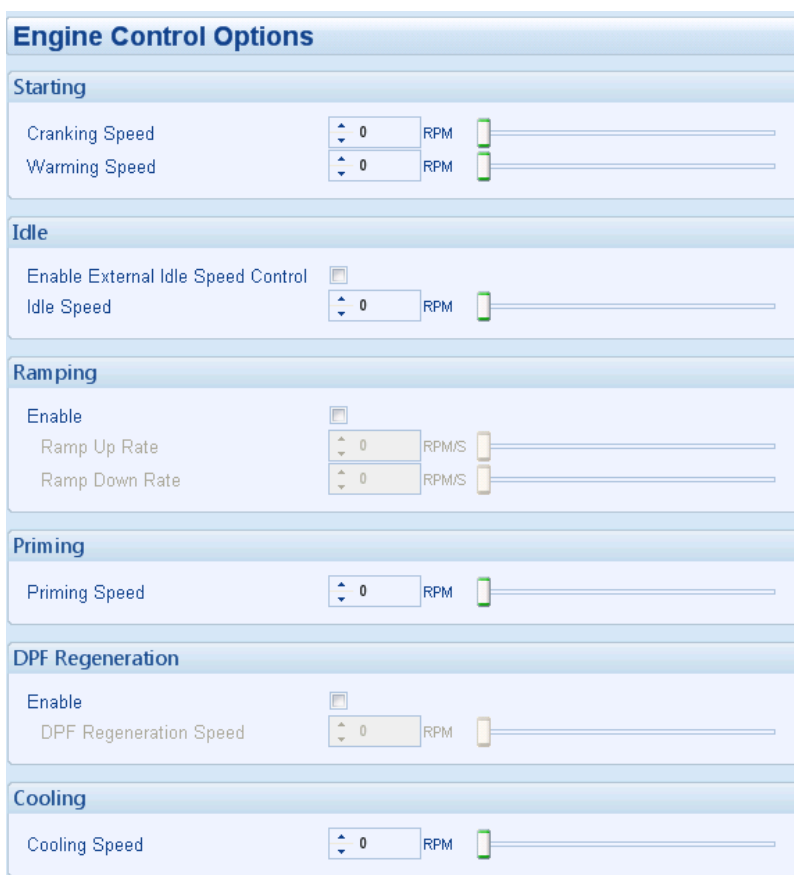 Engine Control Options
Starting
Cranking Speed 0 RPM
Warming Speed 0 RPM
Idle
Enable External Idle Speed Control
Idle Speed 0 RPM
Ramping
Enable
Ramp Up Rate 0 RPM/S
Ramp Down Rate 0 RPM/S
Priming
Priming Speed 0 RPM
DPF Regeneration
Enable
DPF Regeneration Speed 0 RPM
Cooling
Cooling Speed 0 RPM